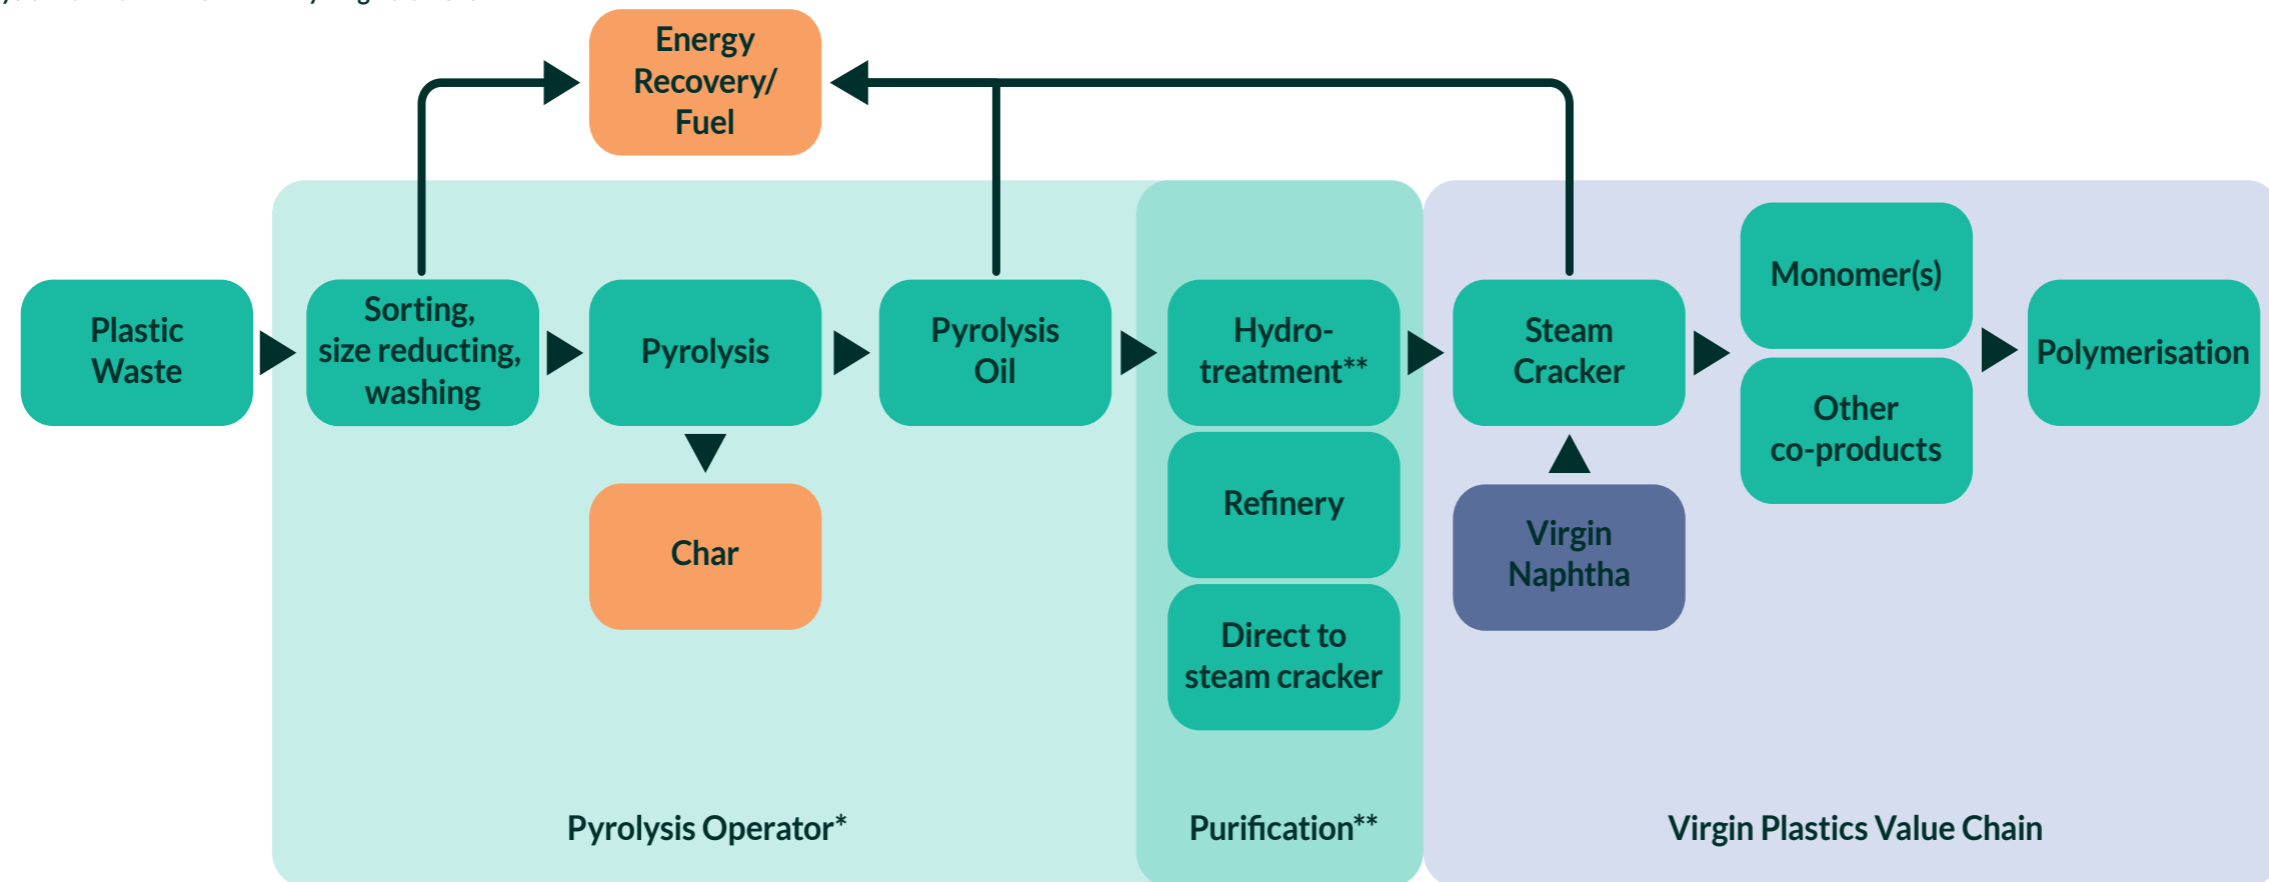 Energy
Recovery/
Fuel
Plastic
Waste
Sorting,
size reducting,
washing
Pyrolysis
Pyrolysis
Oil
Hydro-
treatment**
Steam
Cracker
Monomer(s)
Other
co-products
Polymerisation
Char
Refinery
Direct to
steam cracker
Virgin
Naphtha
Pyrolysis Operator*
Purification**
Virgin Plastics Value Chain